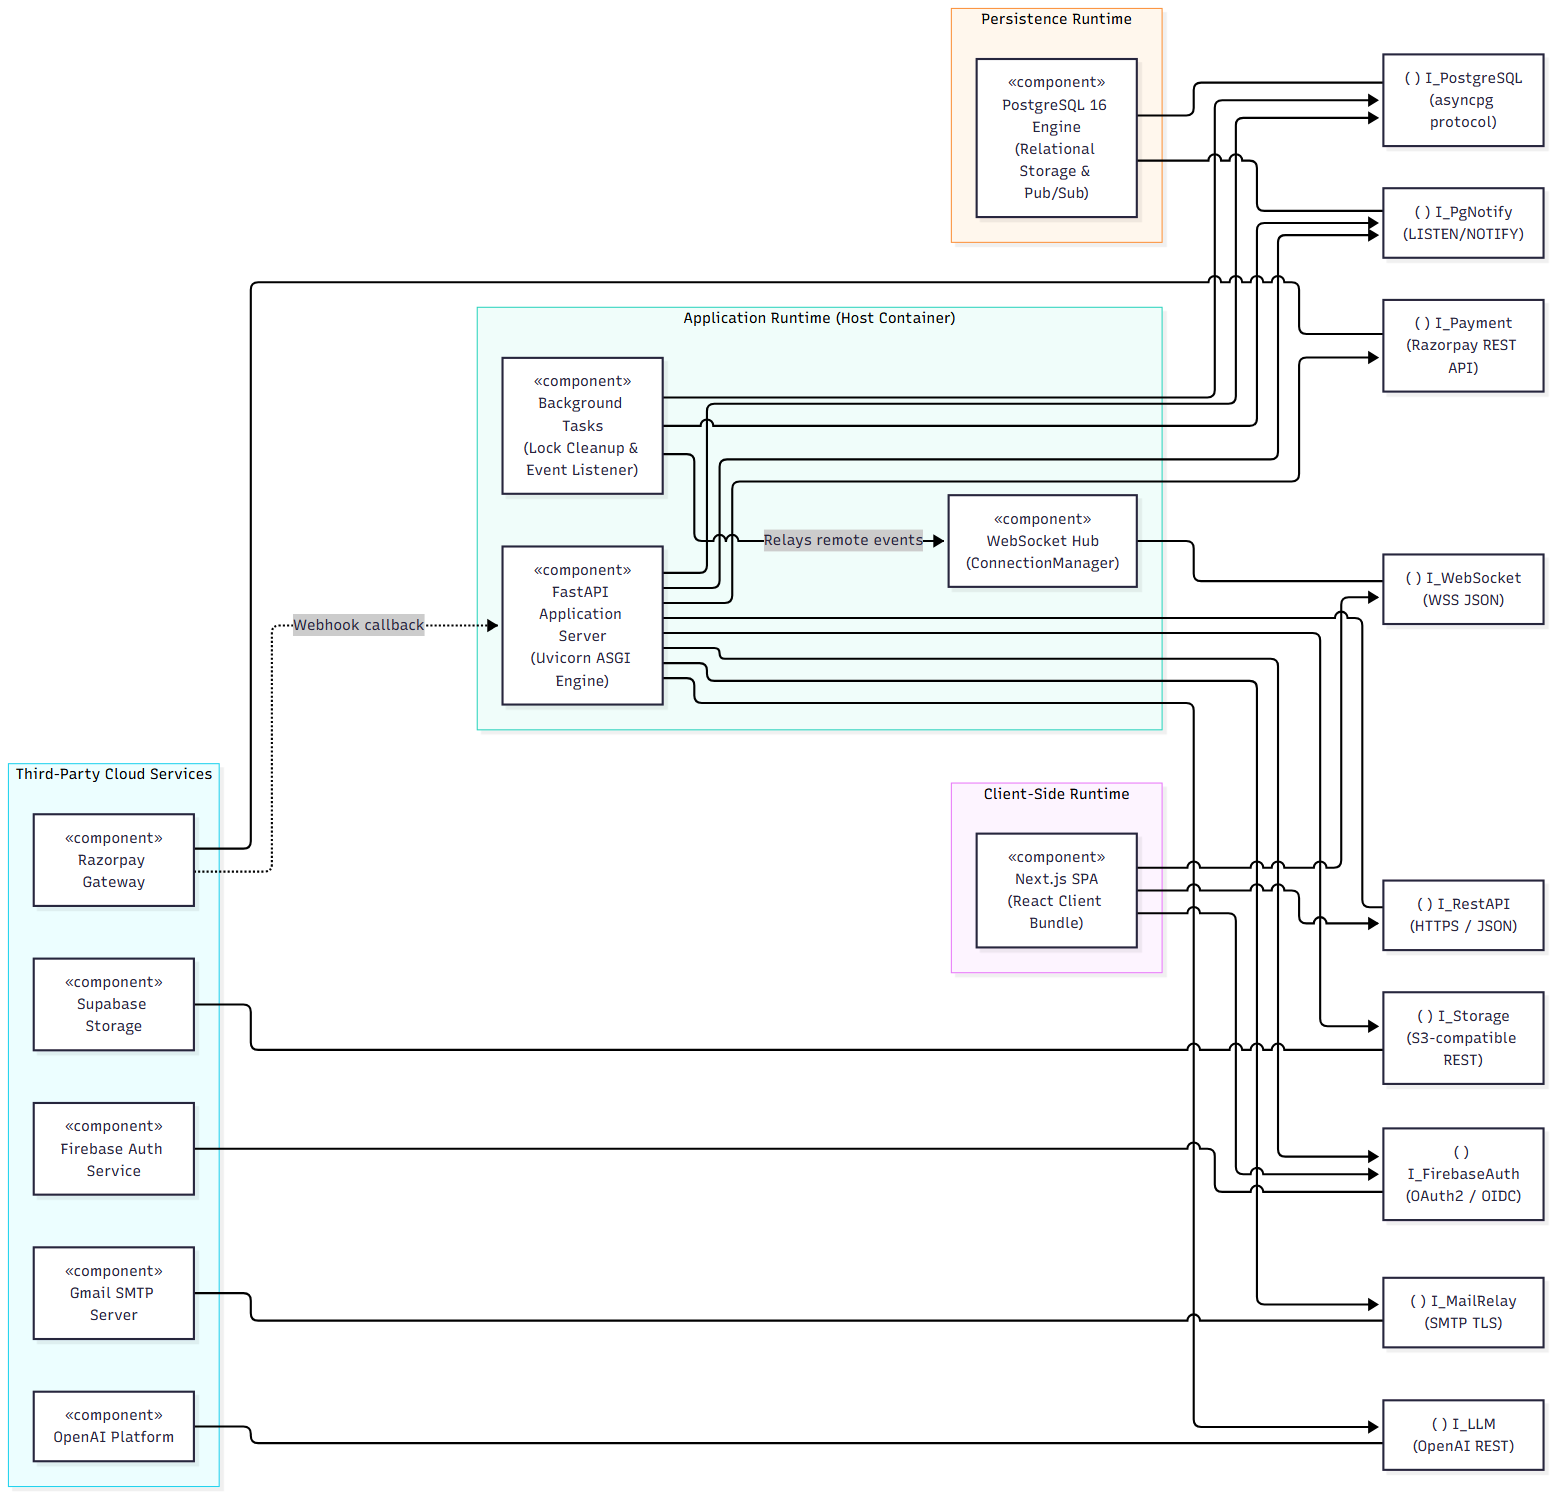 Persistence Runtime
«component»
PostgreSQL 16
Engine
(Relational
Storage &
Pub/Sub)
( ) I_PostgreSQL
(asyncpg
protocol)
( ) I_PgNotify
(LISTEN/NOTIFY)
( ) I_Payment
(Razorpay REST
API)
Application Runtime (Host Container)
«component»
Background
Tasks
(Lock Cleanup &
Event Listener)
«component»
FastAPI
Application
Server
(Uvicorn ASGI
Engine)
Relays remote events
«component»
WebSocket Hub
(ConnectionManager)
( ) I_WebSocket
(WSS JSON)
Webhook callback
Third-Party Cloud Services
«component»
Razorpay
Gateway
«component»
Supabase
Storage
«component»
Firebase Auth
Service
«component»
Gmail SMTP
Server
«component»
OpenAI Platform
Client-Side Runtime
«component»
Next.js SPA
(React Client
Bundle)
( ) I_RestAPI
(HTTPS / JSON)
( ) I_Storage
(S3-compatible
REST)
( )
I_FirebaseAuth
(OAuth2 / OIDC)
( ) I_MailRelay
(SMTP TLS)
( ) I_LLM
(OpenAI REST)